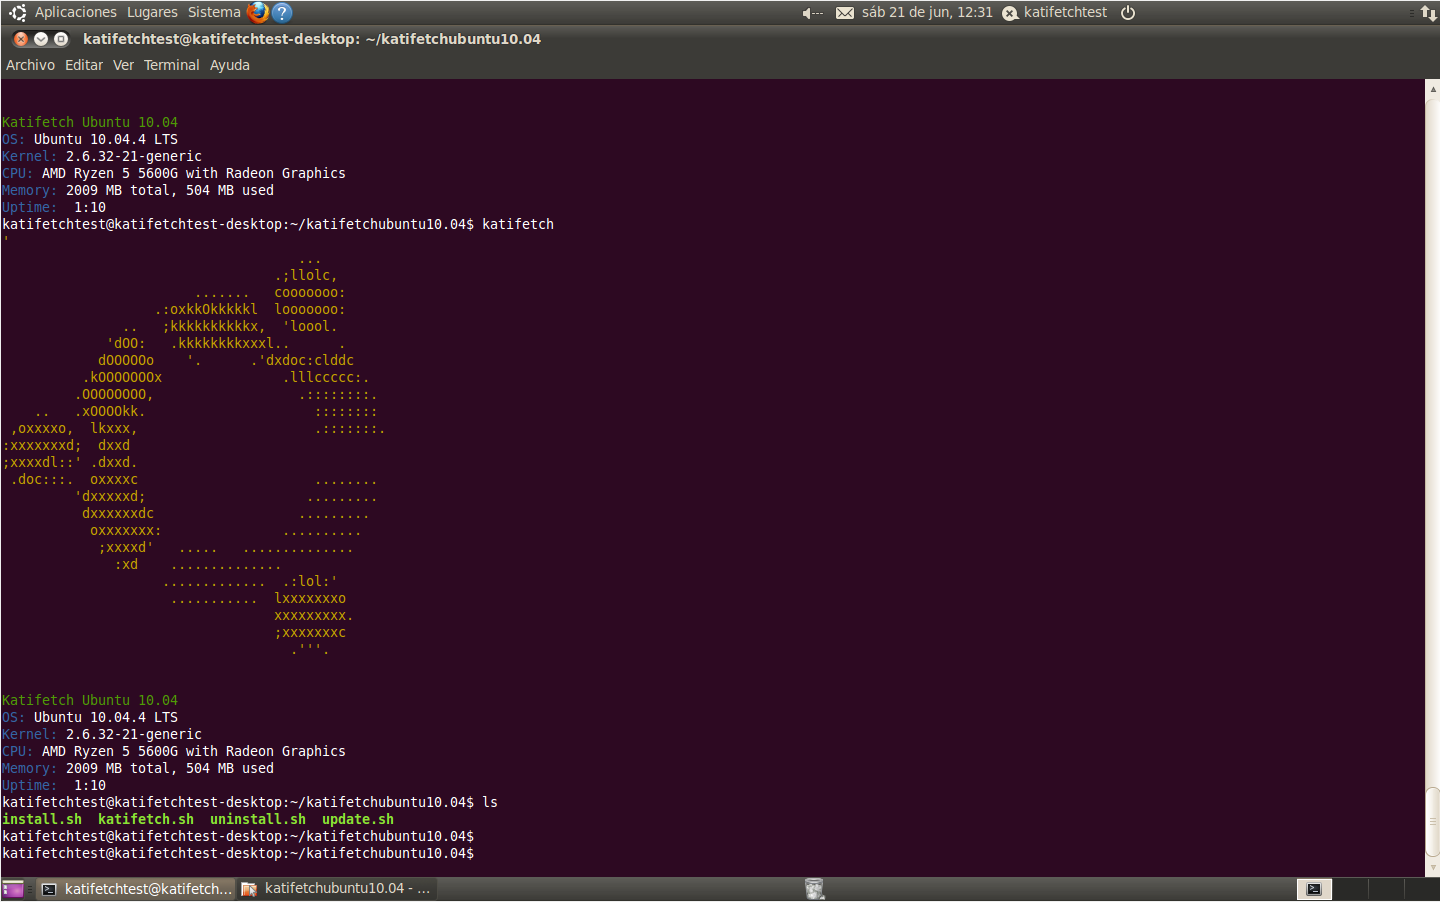 Aplicaciones Lugares Sistema sáb 21 de jun, 12:31 katifetchtest
katifetchtest@katifetchtest-desktop: ~/katifetchubuntu10.04
Archivo Editar Ver Terminal Ayuda
Katifetch Ubuntu 10.04
OS: Ubuntu 10.04.4 LTS
Kernel: 2.6.32-21-generic
CPU: AMD Ryzen 5 5600G with Radeon Graphics
Memory: 2009 MB total, 504 MB used
Uptime:  1:10
katifetchtest@katifetchtest-desktop:~/katifetchubuntu10.04$ katifetch
'
                                     ...
                                  .;llolc,
                        .......   cooooooo:
                   .:oxkkOkkkkkl  looooooo:
               ..   ;kkkkkkkkkkx,  'loool.
             'dOO:   .kkkkkkkkxxxl..      .
            dOOOOOo    '.      .'dxdoc:clddc
          .kOOOOOOOx               .lllccccc:.
         .OOOOOOOO,                  .::::::::.
    ..   .xOOOOkk.                     ::::::::
 ,oxxxxo,  lkxxx,                      .:::::::.
:xxxxxxxd;  dxxd
;xxxxdl::' .dxxd.
 .doc:::.  oxxxxc                      ........
         'dxxxxxd;                    .........
          dxxxxxxdc                  .........
           oxxxxxxx:               ..........
            ;xxxxd'   .....   ..............
              :xd    ..............
                    .............  .:lol:'
                     ...........  lxxxxxxxo
                                  xxxxxxxxx.
                                  ;xxxxxxxc
                                    .'''.
Katifetch Ubuntu 10.04
OS: Ubuntu 10.04.4 LTS
Kernel: 2.6.32-21-generic
CPU: AMD Ryzen 5 5600G with Radeon Graphics
Memory: 2009 MB total, 504 MB used
Uptime:  1:10
katifetchtest@katifetchtest-desktop:~/katifetchubuntu10.04$ ls
install.sh  katifetch.sh  uninstall.sh  update.sh
katifetchtest@katifetchtest-desktop:~/katifetchubuntu10.04$
katifetchtest@katifetchtest-desktop:~/katifetchubuntu10.04$
katifetchtest@katifetch... katifetchubuntu10.04 - ...